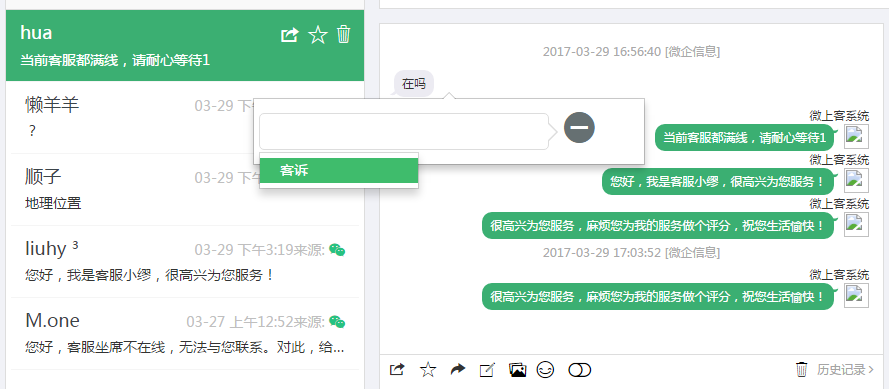 hua
当前客服都满线，请耐心等待1
懒羊羊
03-29 下午
？
顺子
03-29 下午
地理位置
liuhy 3
03-29 下午3:19来源:
您好，我是客服小缪，很高兴为您服务！
M.one
03-27 上午12:52来源:
您好，客服坐席不在线，无法与您联系。对此，给...
客诉
2017-03-29 16:56:40 [微企信息]
在吗
微上客系统
当前客服都满线，请耐心等待1
微上客系统
您好，我是客服小缪，很高兴为您服务！
微上客系统
很高兴为您服务，麻烦您为我的服务做个评分，祝您生活愉快！
2017-03-29 17:03:52 [微企信息]
微上客系统
很高兴为您服务，麻烦您为我的服务做个评分，祝您生活愉快！
历史记录